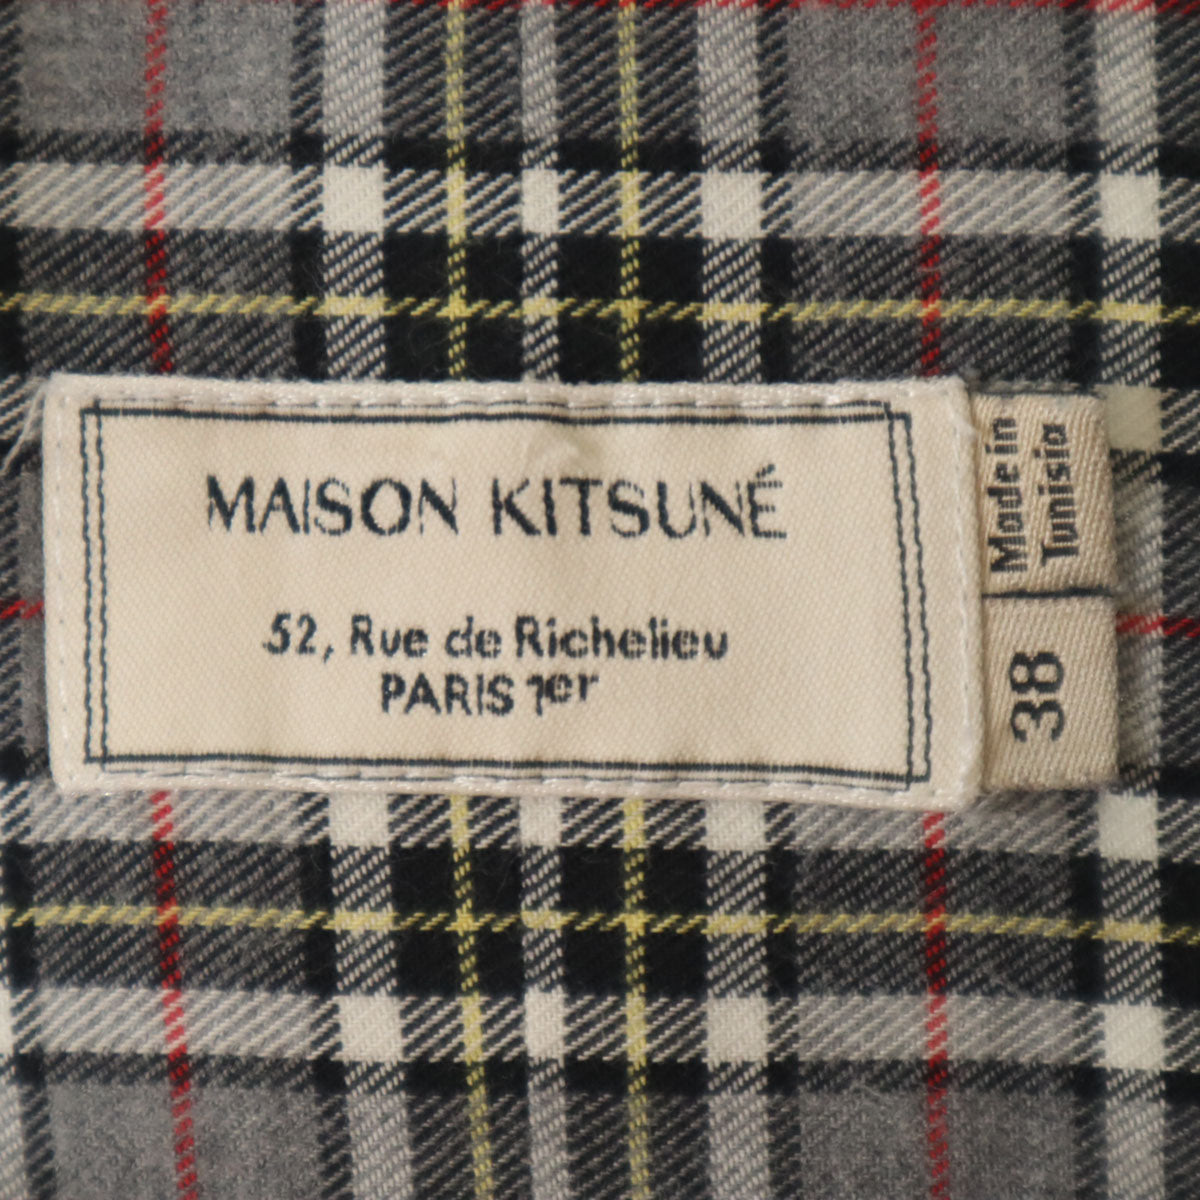 MAISON KITSUNÉ
52, Rue de Richelieu
PARIS 1er
Made in
Tunisia
38